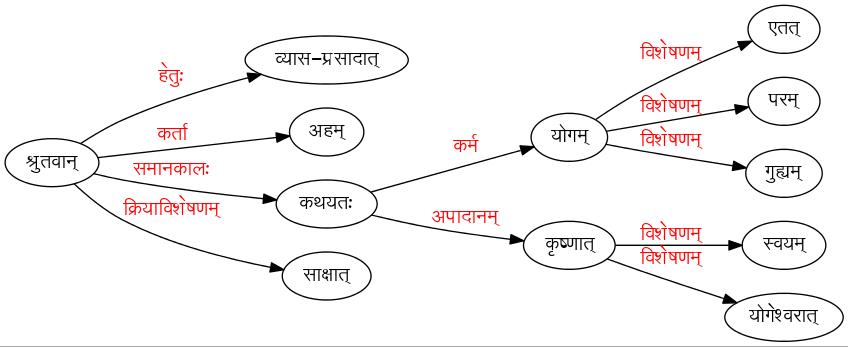 एतत्
विशेषणम्
व्यास-प्रसादात्
हेतुः
परम्
विशेषणम्
अहम्
कर्ता
योगम्
विशेषणम्
कर्म
श्रुतवान्
समानकालः
गुह्यम्
कथयतः
क्रियाविशेषणम्
अपादानम्
विशेषणम्
कृष्णात्
स्वयम्
विशेषणम्
साक्षात्
योगेश्वरात्